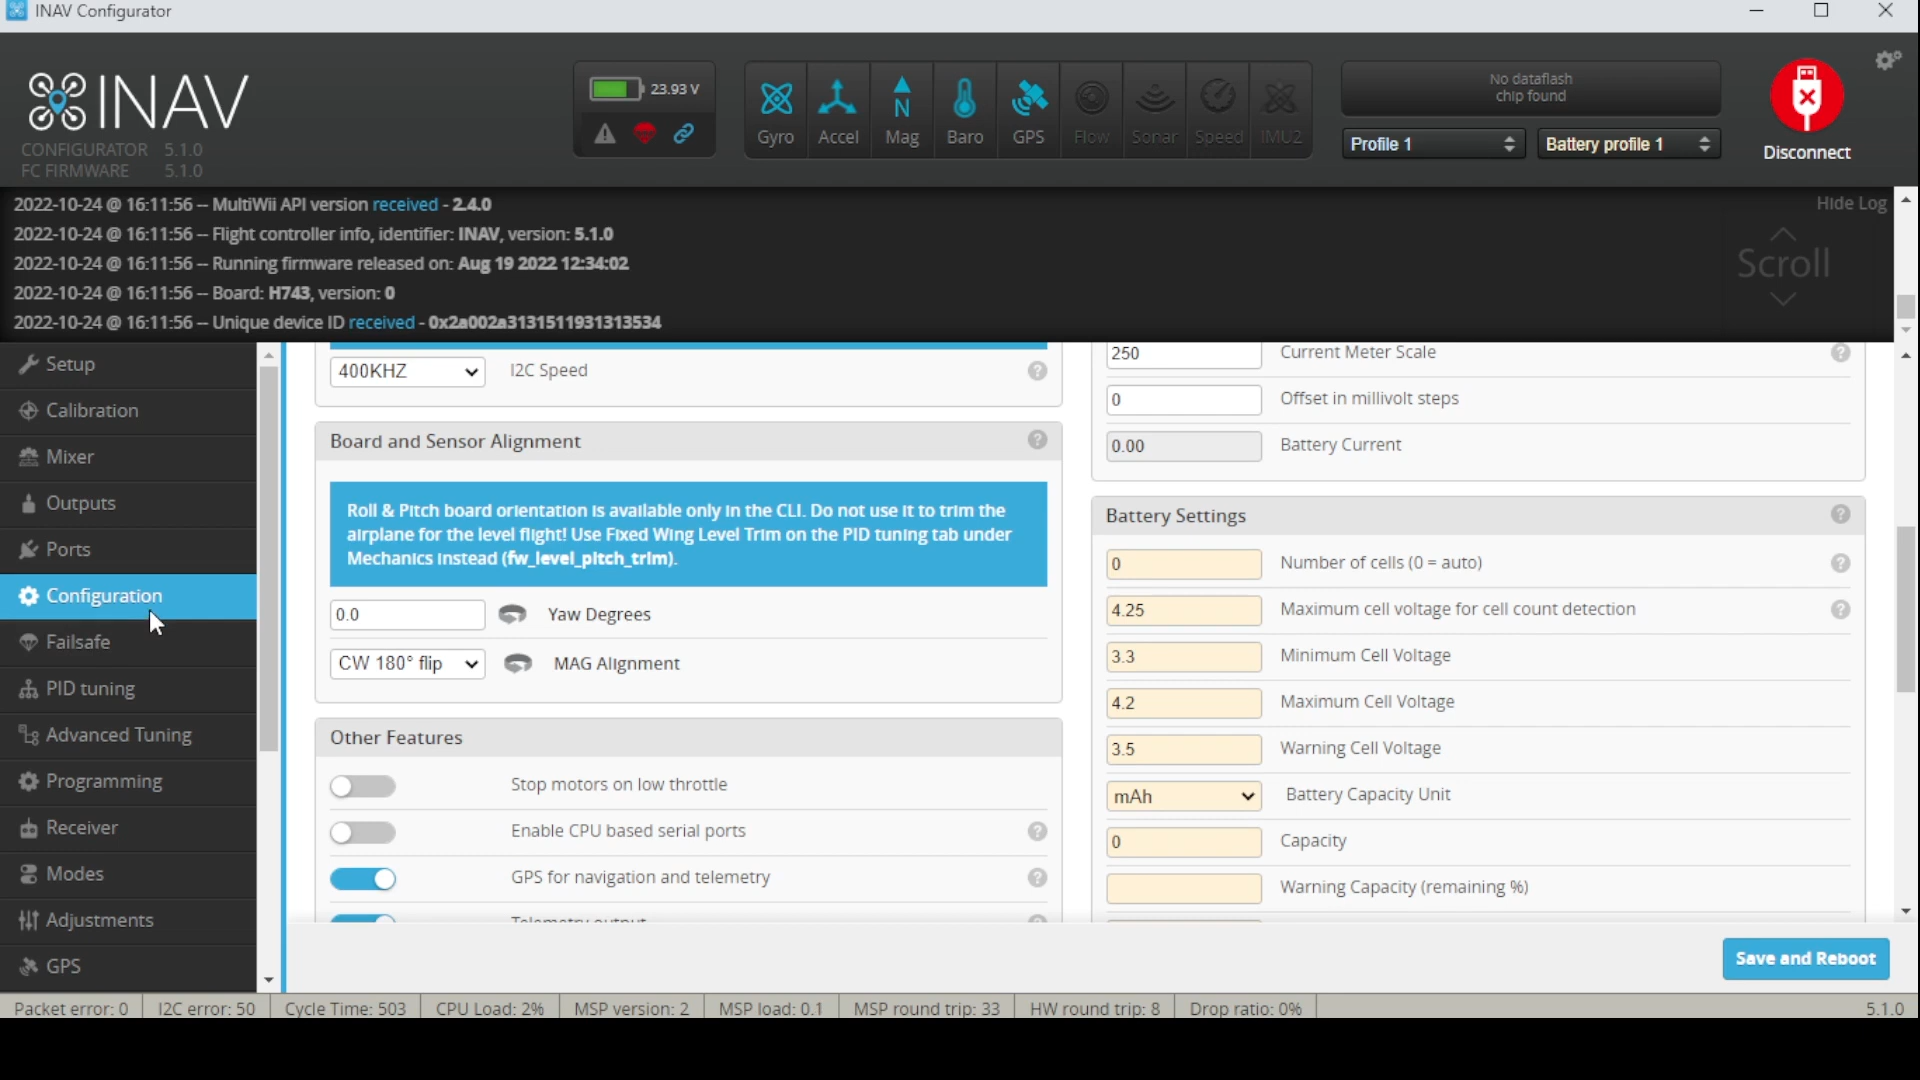 INAV Configurator
INAV
CONFIGURATOR 5.1.0
FC FIRMWARE 5.1.0
23.93 V
Gyro Accel Mag Baro GPS Flow Sonar Speed IMU2
N
No dataflash
chip found
Profile 1 Battery profile 1
Disconnect
2022-10-24 @ 16:11:56 -- MultiWii API version received - 2.4.0
Hide Log
2022-10-24 @ 16:11:56 -- Flight controller info, identifier: INAV, version: 5.1.0
2022-10-24 @ 16:11:56 -- Running firmware released on: Aug 19 2022 12:34:02
Scroll
2022-10-24 @ 16:11:56 -- Board: H743, version: 0
2022-10-24 @ 16:11:56 -- Unique device ID received - 0x2a002a3131511931313534
Setup
Calibration
Mixer
Outputs
Ports
Configuration
Failsafe
PID tuning
Advanced Tuning
Programming
Receiver
Modes
Adjustments
GPS
400KHZ I2C Speed ?
Board and Sensor Alignment ?
Roll & Pitch board orientation is available only in the CLI. Do not use it to trim the
airplane for the level flight! Use Fixed Wing Level Trim on the PID tuning tab under
Mechanics instead (fw_level_pitch_trim).
0.0 Yaw Degrees
CW 180° flip MAG Alignment
Other Features
Stop motors on low throttle
Enable CPU based serial ports ?
GPS for navigation and telemetry ?
Telemetry output ?
250 Current Meter Scale ?
0 Offset in millivolt steps
0.00 Battery Current
Battery Settings ?
0 Number of cells (0 = auto) ?
4.25 Maximum cell voltage for cell count detection ?
3.3 Minimum Cell Voltage
4.2 Maximum Cell Voltage
3.5 Warning Cell Voltage
mAh Battery Capacity Unit
0 Capacity
Warning Capacity (remaining %)
Save and Reboot
Packet error: 0 I2C error: 50 Cycle Time: 503 CPU Load: 2% MSP version: 2 MSP load: 0.1 MSP round trip: 33 HW round trip: 8 Drop ratio: 0% 5.1.0